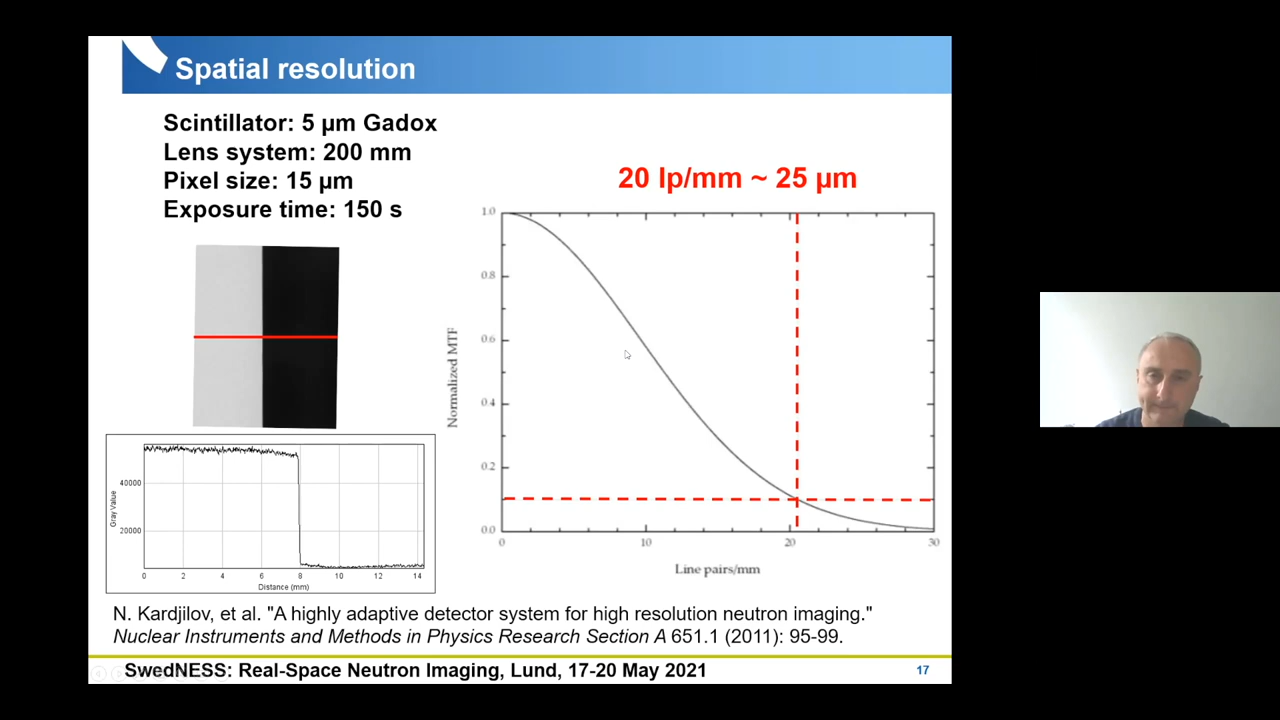 Spatial resolution
Scintillator: 5 µm Gadox
Lens system: 200 mm
Pixel size: 15 µm
Exposure time: 150 s
20 lp/mm ~ 25 µm
1.0
0.8
0.6
0.4
0.2
0.0
Normalized MTF
0 10 20 30
Line pairs/mm
40000
20000
Gray Value
0 2 4 6 8 10 12 14
Distance (mm)
N. Kardjilov, et al. "A highly adaptive detector system for high resolution neutron imaging."
Nuclear Instruments and Methods in Physics Research Section A 651.1 (2011): 95-99.
SwedNESS: Real-Space Neutron Imaging, Lund, 17-20 May 2021
17